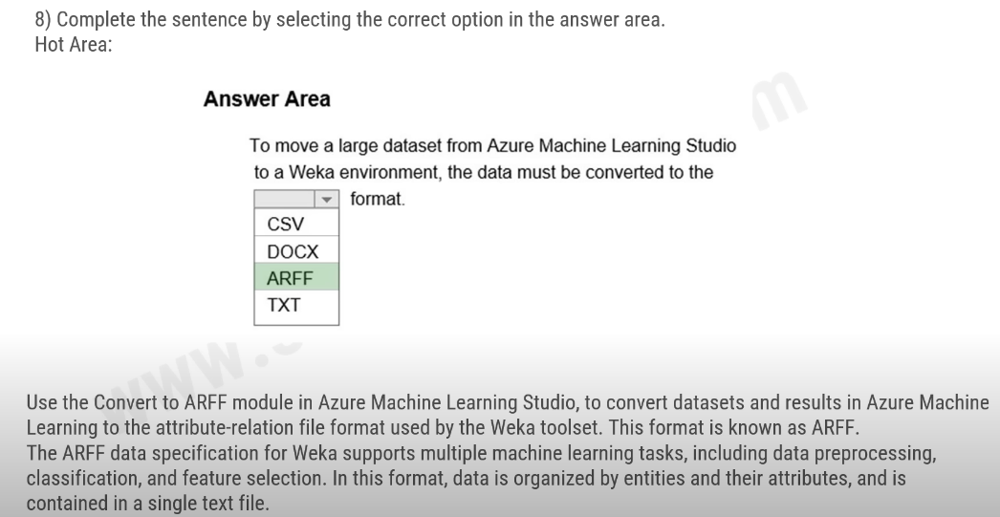 8) Complete the sentence by selecting the correct option in the answer area.
Hot Area:
Answer Area
To move a large dataset from Azure Machine Learning Studio
to a Weka environment, the data must be converted to the
format.
CSV
DOCX
ARFF
TXT
www.
m
Use the Convert to ARFF module in Azure Machine Learning Studio, to convert datasets and results in Azure Machine
Learning to the attribute-relation file format used by the Weka toolset. This format is known as ARFF.
The ARFF data specification for Weka supports multiple machine learning tasks, including data preprocessing,
classification, and feature selection. In this format, data is organized by entities and their attributes, and is
contained in a single text file.